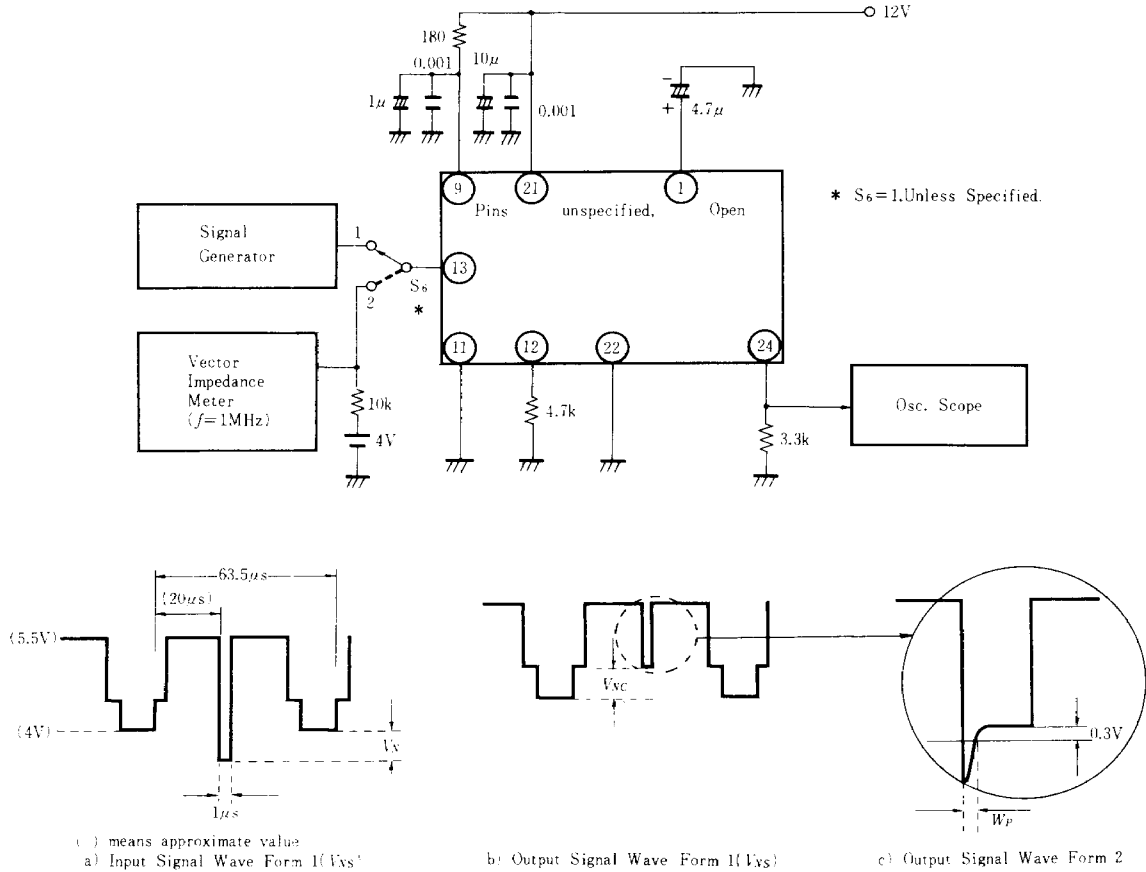 12V
180
0.001
10μ
1μ
0.001
−
+
4.7μ
9
21
1
Pins unspecified, Open
* S₆=1.Unless Specified.
Signal
Generator
1
2
S₆
*
13
Vector
Impedance
Meter
(f=1MHz)
10k
4V
11
12
22
24
4.7k
3.3k
Osc. Scope
63.5μs
(20μs)
(5.5V)
(4V)
VN
1μs
( ) means approximate value
a) Input Signal Wave Form 1(VNS)
VNC
b) Output Signal Wave Form 1(VNS)
0.3V
WP
c) Output Signal Wave Form 2